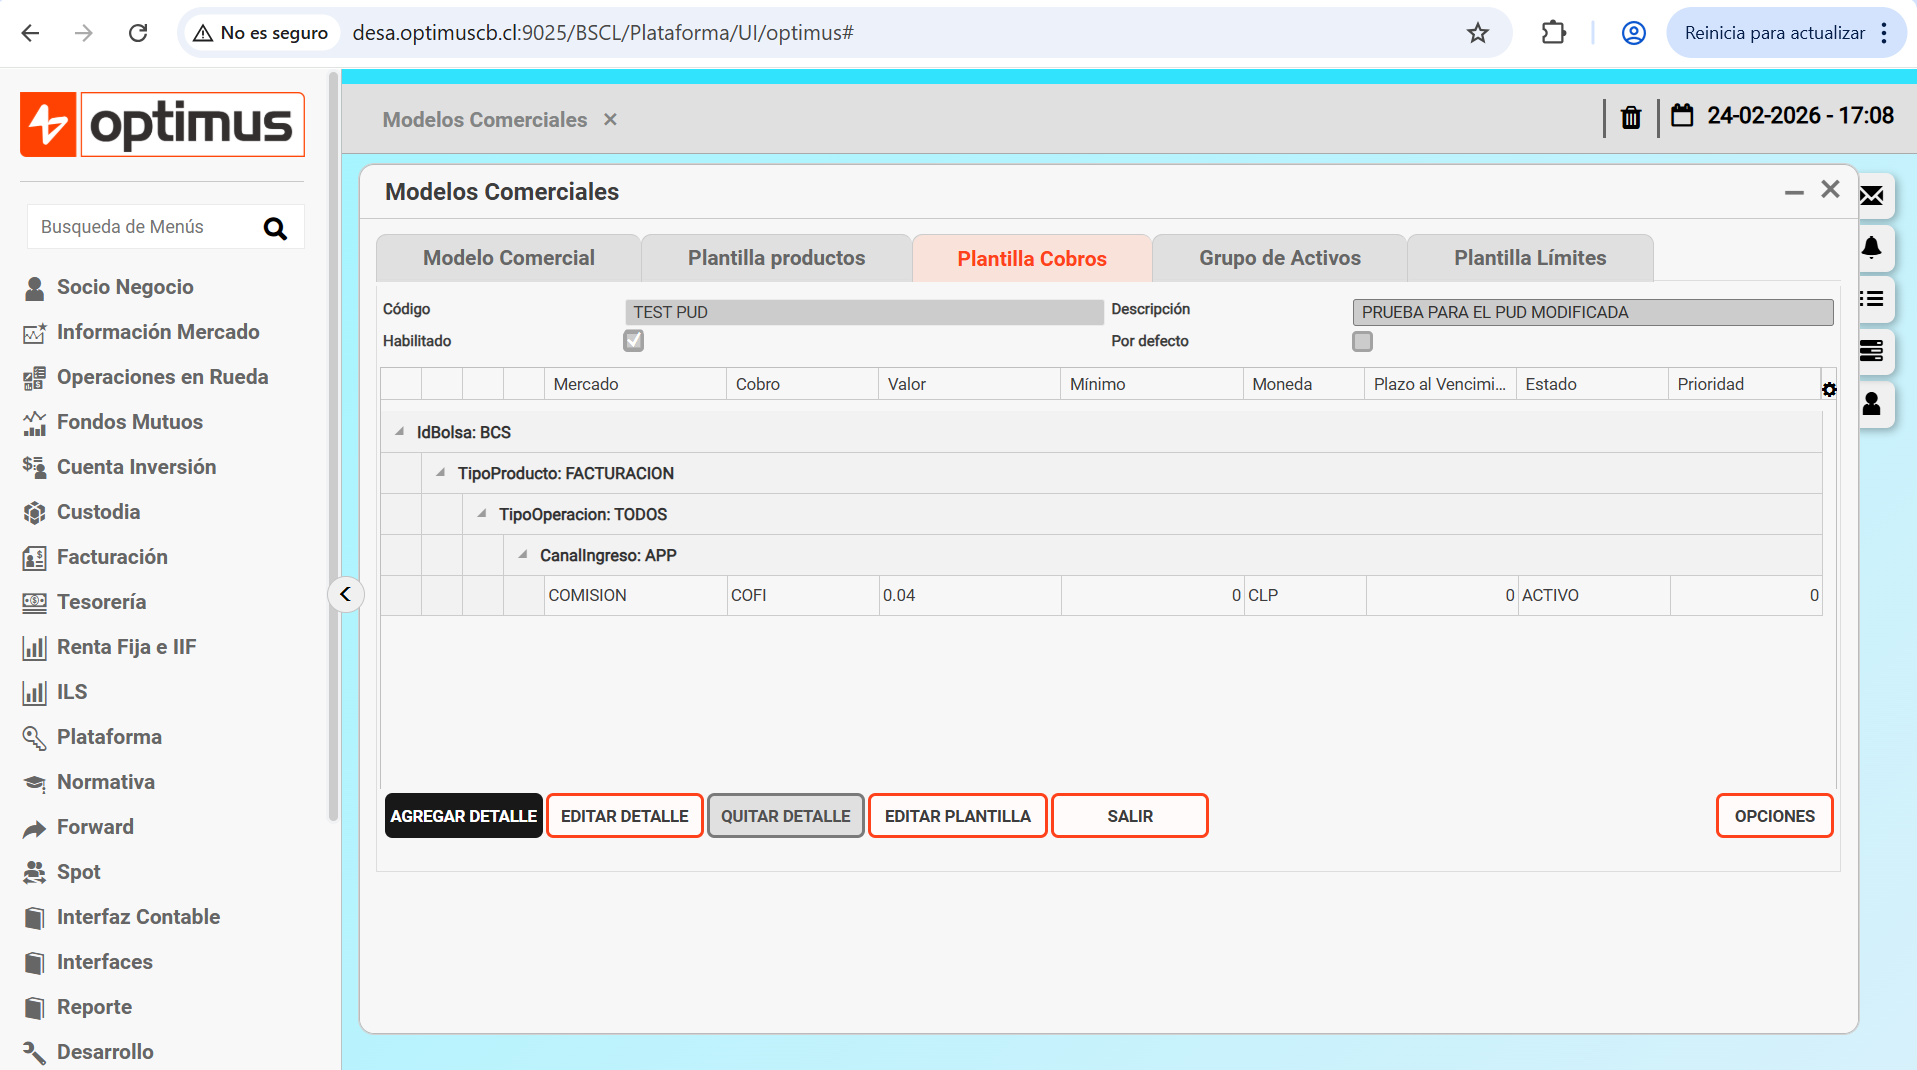 No es seguro
desa.optimuscb.cl:9025/BSCL/Plataforma/UI/optimus#
Reinicia para actualizar
optimus
Modelos Comerciales
24-02-2026 - 17:08
Busqueda de Menús
Socio Negocio
Información Mercado
Operaciones en Rueda
Fondos Mutuos
Cuenta Inversión
Custodia
Facturación
Tesorería
Renta Fija e IIF
ILS
Plataforma
Normativa
Forward
Spot
Interfaz Contable
Interfaces
Reporte
Desarrollo
Modelos Comerciales
Modelo Comercial Plantilla productos Plantilla Cobros Grupo de Activos Plantilla Límites
Código TEST PUD Descripción PRUEBA PARA EL PUD MODIFICADA
Habilitado Por defecto
Mercado Cobro Valor Mínimo Moneda Plazo al Vencimi... Estado Prioridad
IdBolsa: BCS
TipoProducto: FACTURACION
TipoOperacion: TODOS
CanalIngreso: APP
COMISION COFI 0.04 0 CLP 0 ACTIVO 0
AGREGAR DETALLE EDITAR DETALLE QUITAR DETALLE EDITAR PLANTILLA SALIR OPCIONES